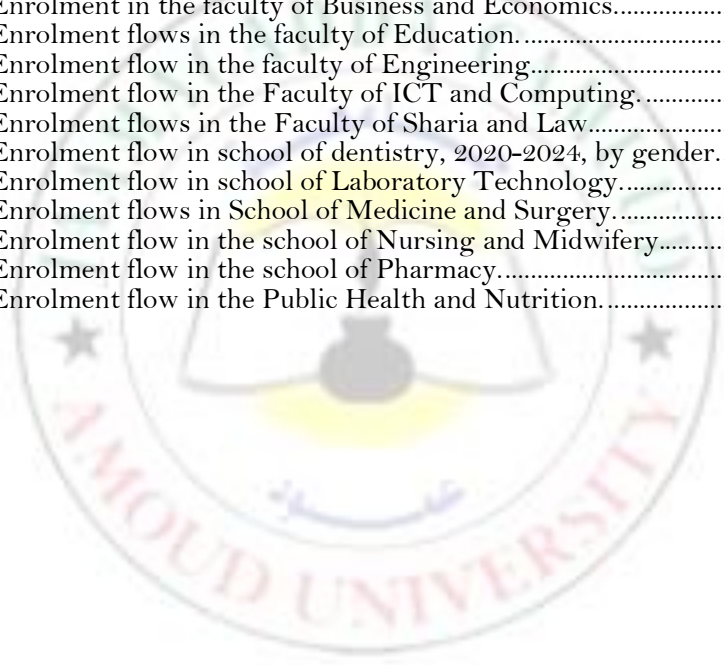 Enrolment in the faculty of Business and Economics....................
Enrolment flows in the faculty of Education.....................................
Enrolment flow in the faculty of Engineering...................................
Enrolment flow in the Faculty of ICT and Computing...................
Enrolment flows in the Faculty of Sharia and Law........................
Enrolment flow in school of dentistry, 2020-2024, by gender.
Enrolment flow in school of Laboratory Technology.....................
Enrolment flows in School of Medicine and Surgery.....................
Enrolment flow in the school of Nursing and Midwifery.........
Enrolment flow in the school of Pharmacy.......................................
Enrolment flow in the Public Health and Nutrition......................
AMOUD UNIVERSITY